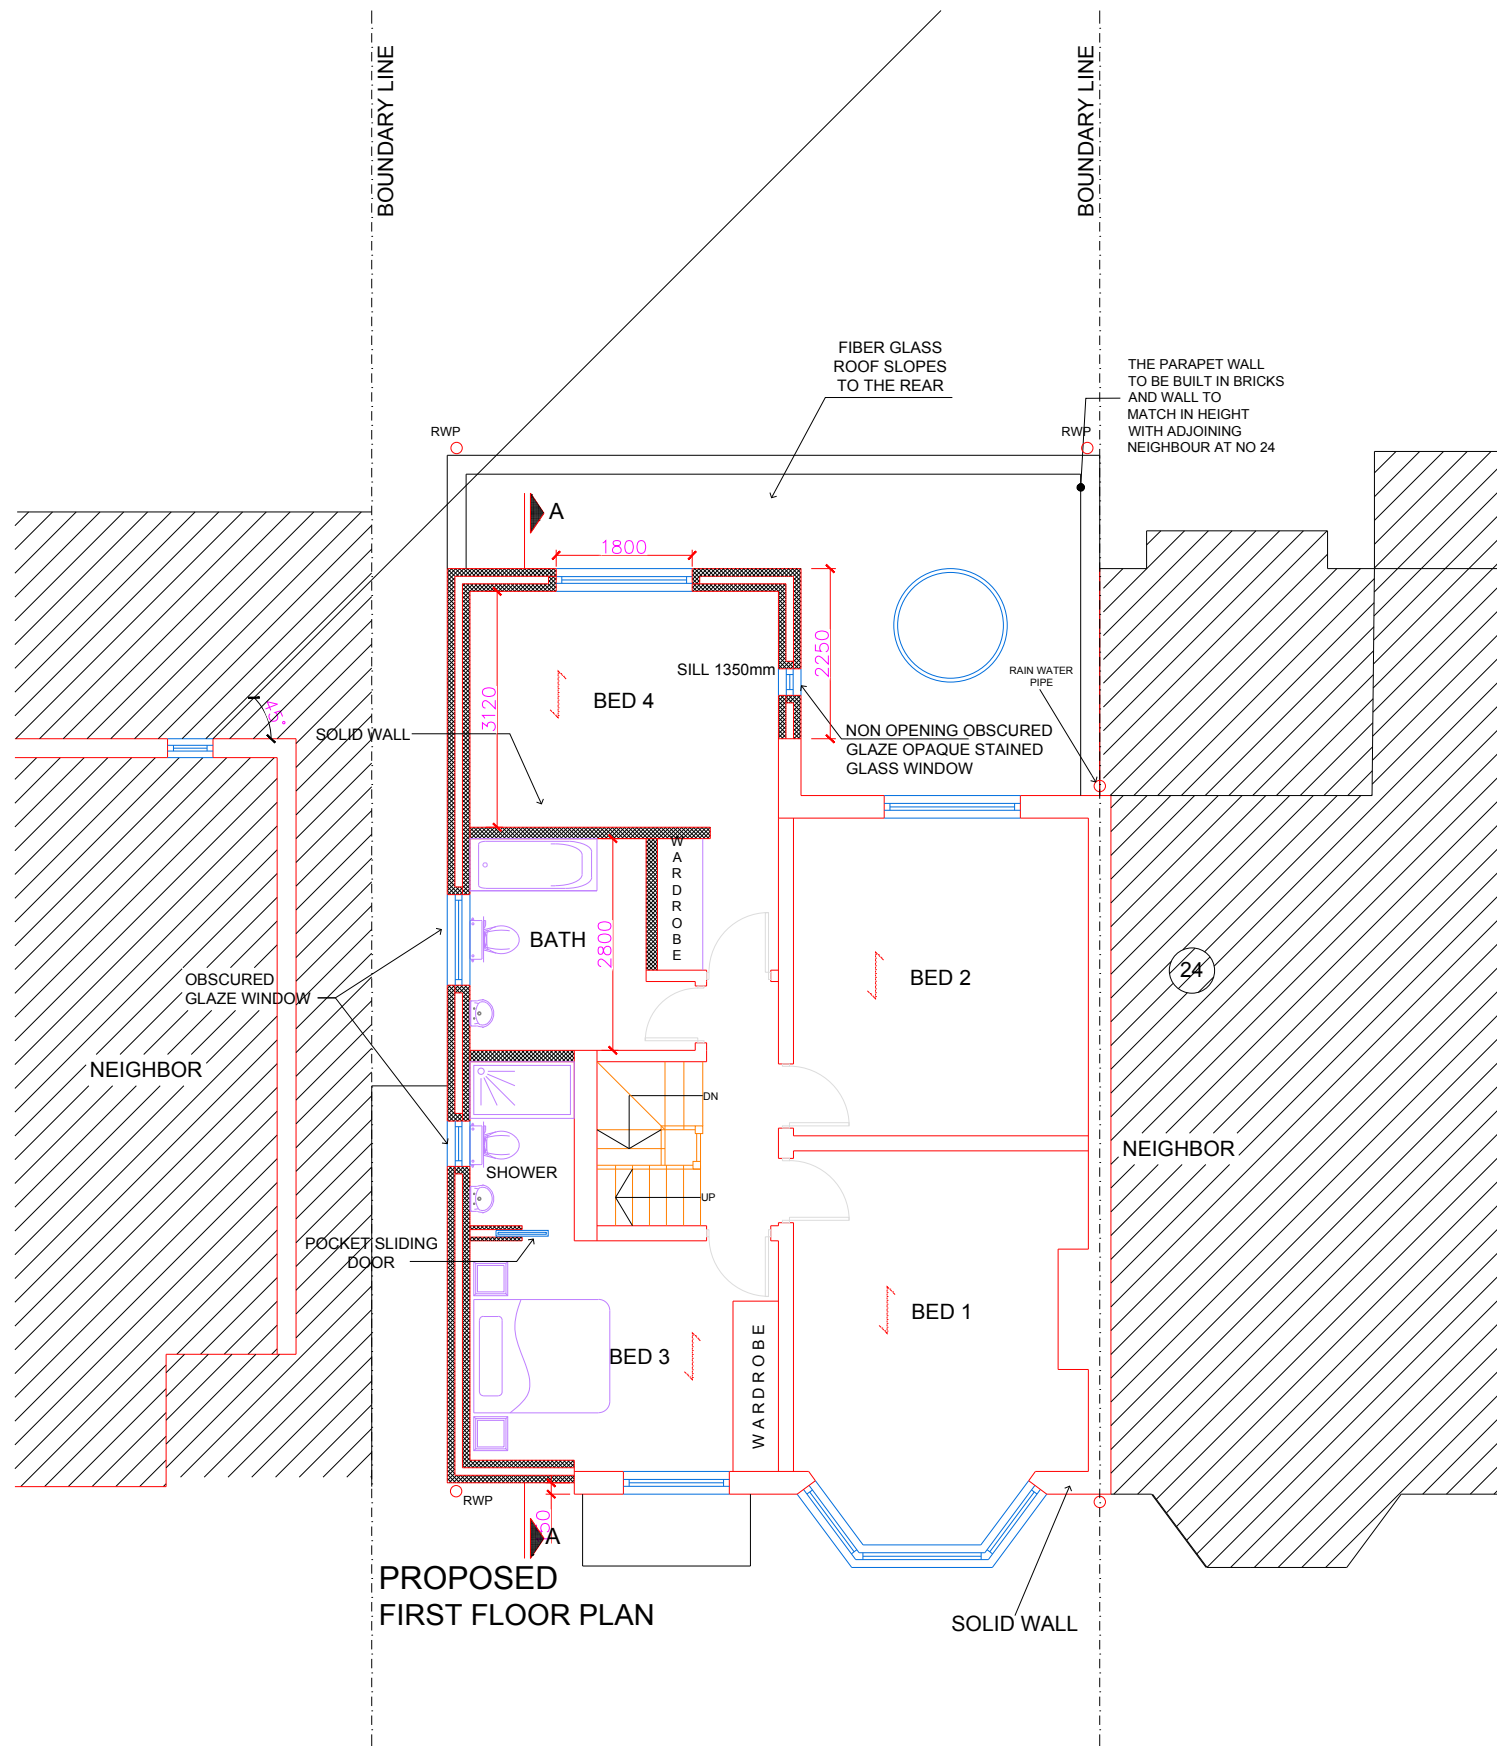 BOUNDARY LINE
BOUNDARY LINE
FIBER GLASS
ROOF SLOPES
TO THE REAR
THE PARAPET WALL
TO BE BUILT IN BRICKS
AND WALL TO
MATCH IN HEIGHT
WITH ADJOINING
NEIGHBOUR AT NO 24
RWP
RWP
A
1800
2250
SILL 1350mm
RAIN WATER
PIPE
BED 4
3120
45°
SOLID WALL
NON OPENING OBSCURED
GLAZE OPAQUE STAINED
GLASS WINDOW
WARDROBE
BATH
2800
BED 2
24
OBSCURED
GLAZE WINDOW
NEIGHBOR
DN
NEIGHBOR
SHOWER
UP
POCKET SLIDING
DOOR
BED 1
BED 3
WARDROBE
RWP
A
PROPOSED
FIRST FLOOR PLAN
SOLID WALL